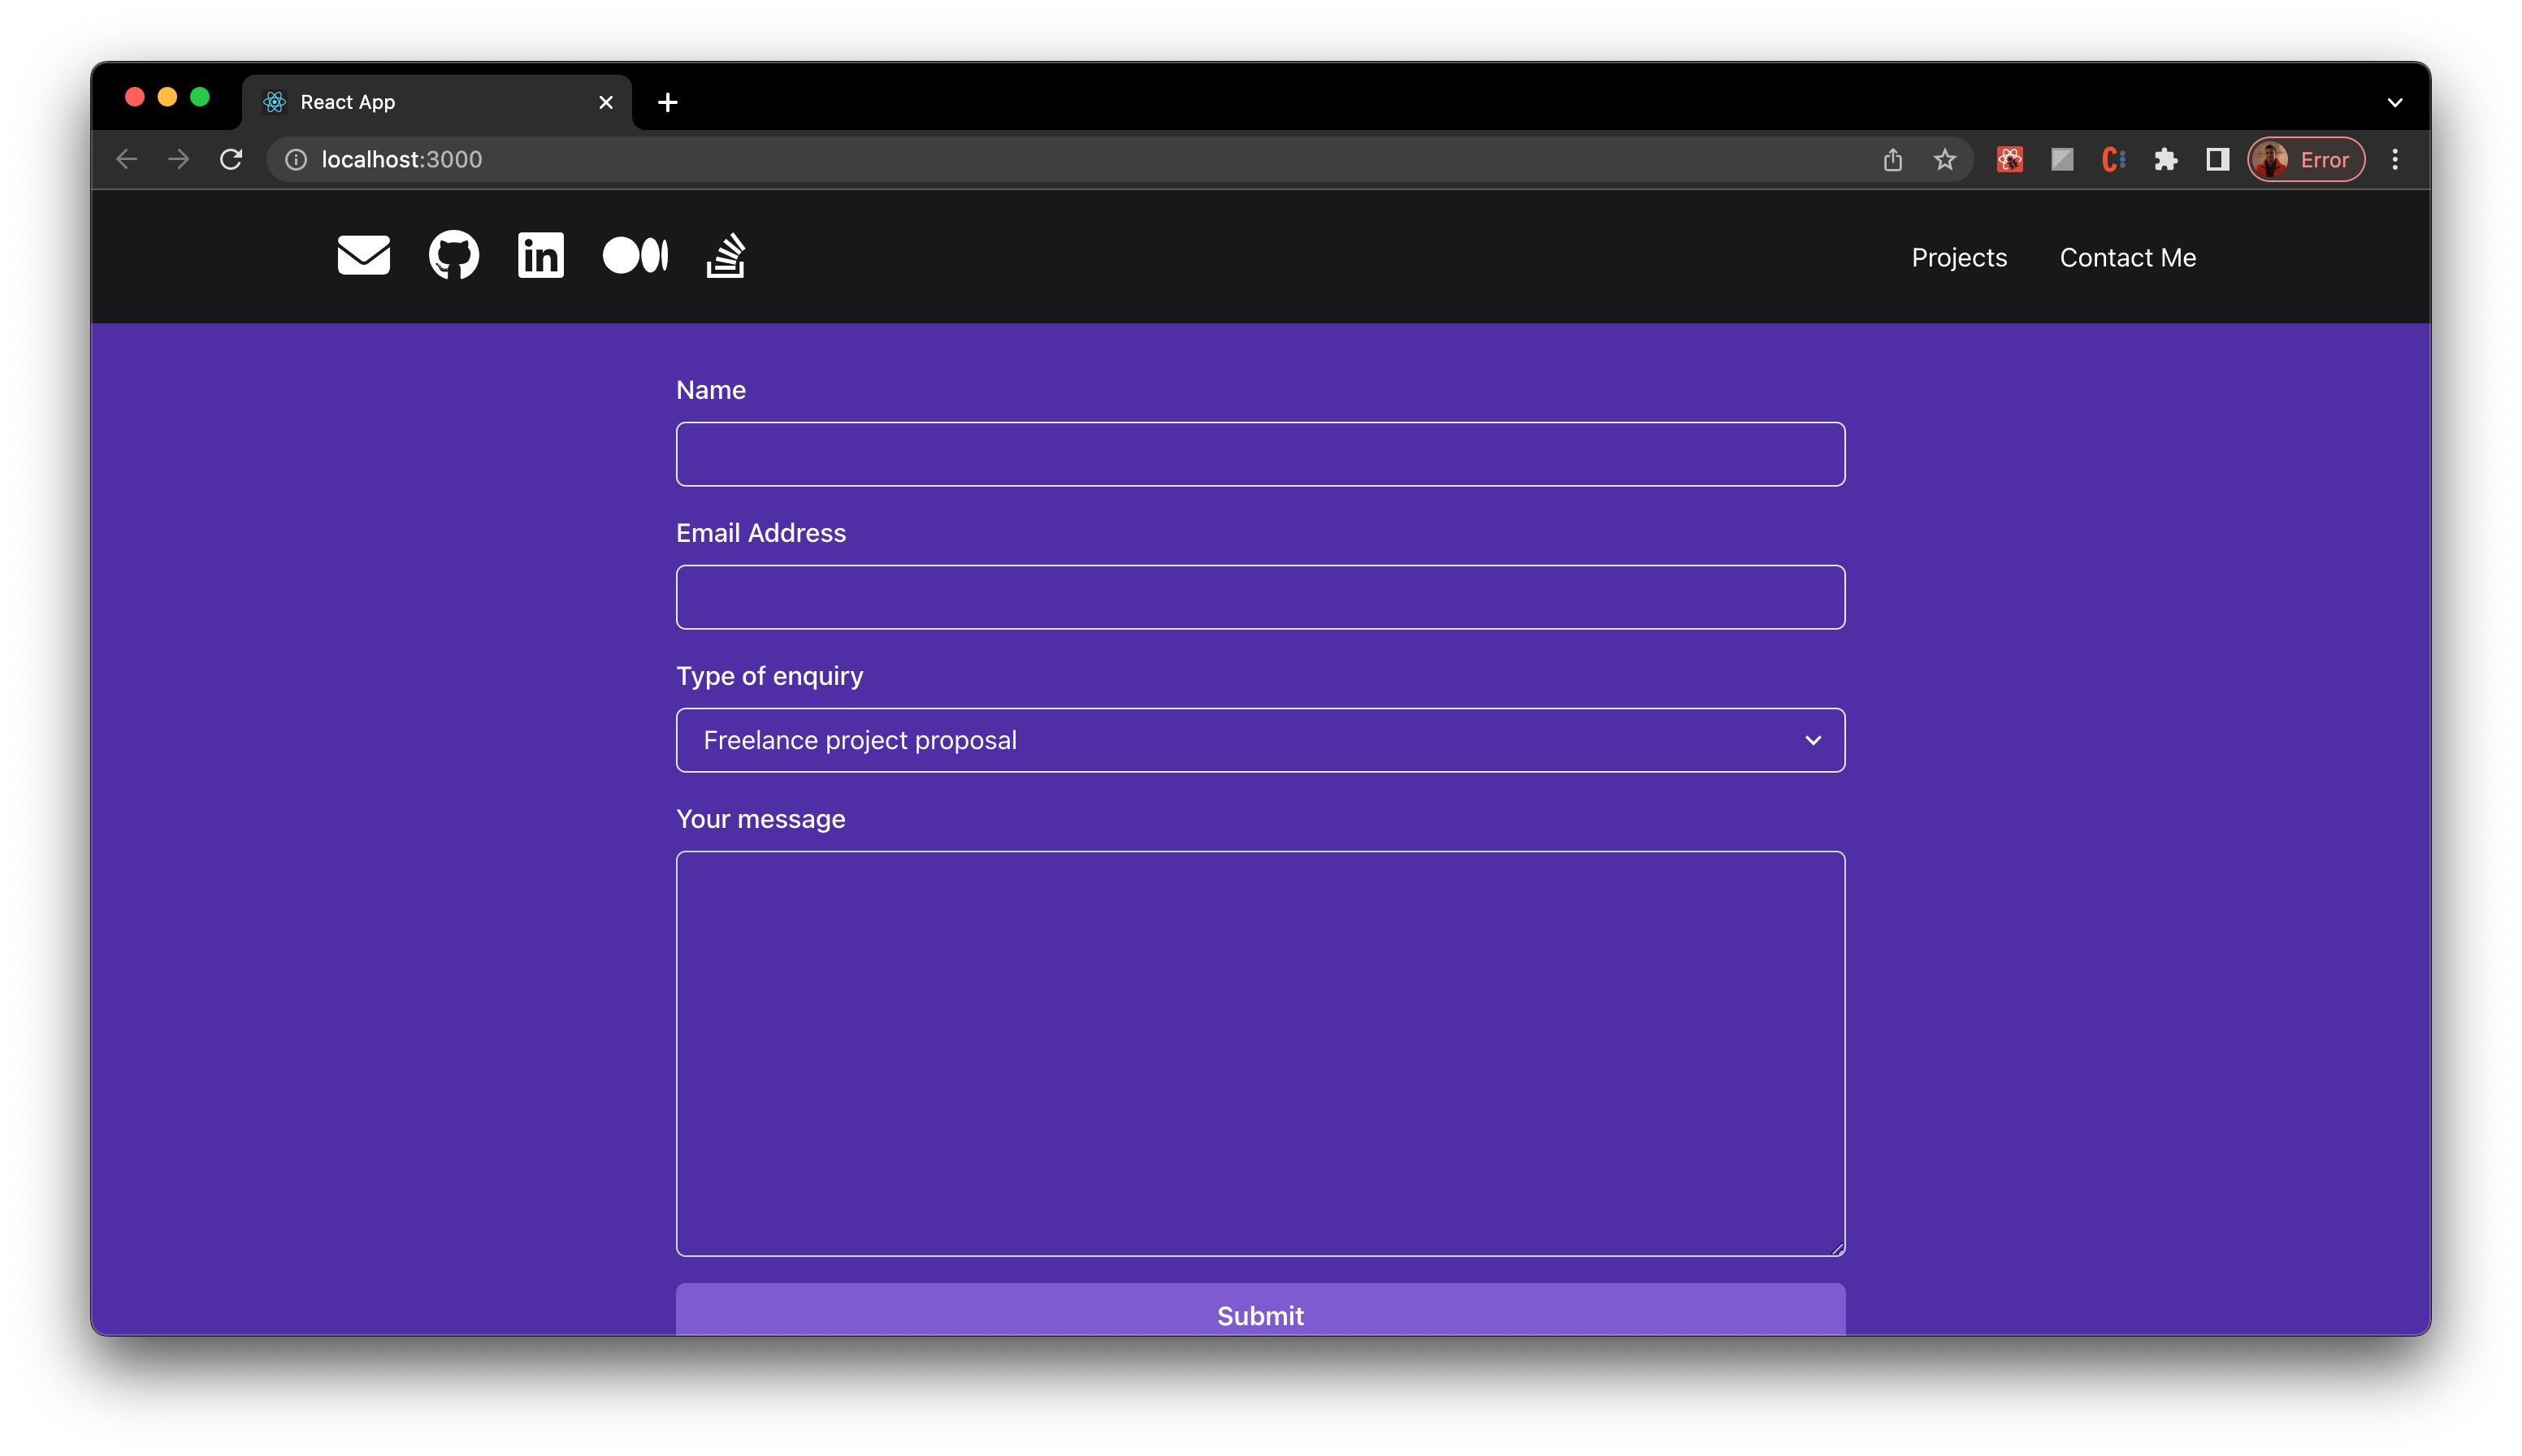 React App
localhost:3000
Error
in
Projects
Contact Me
Name
Email Address
Type of enquiry
Freelance project proposal
Your message
Submit